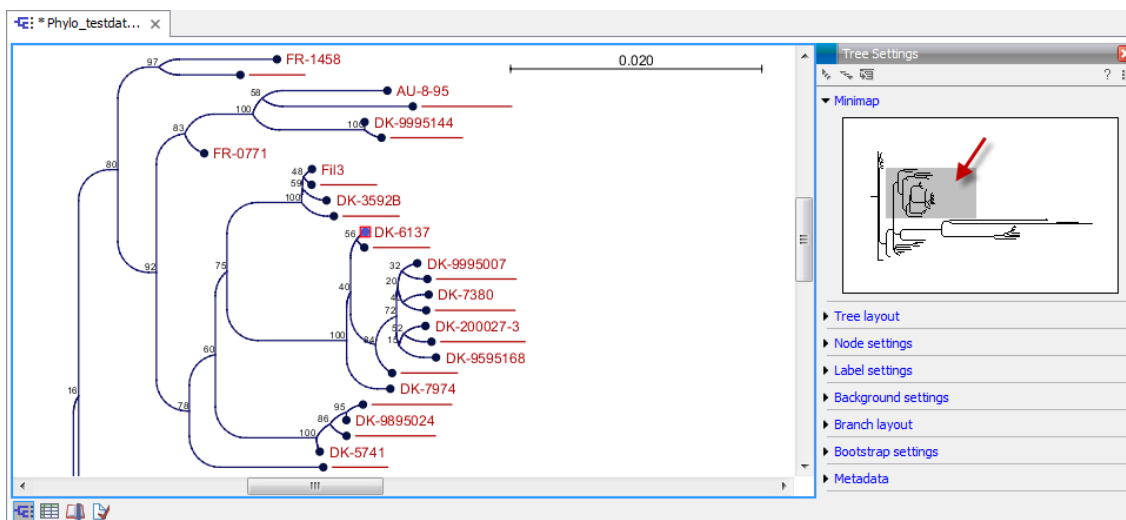 * Phylo_testdat...
Tree Settings
Minimap
Tree layout
Node settings
Label settings
Background settings
Branch layout
Bootstrap settings
Metadata
0.020
97
FR-1458
58
AU-8-95
100
100
DK-9995144
83
FR-0771
80
48
Fil3
59
100
DK-3592B
56
DK-6137
92
75
32
DK-9995007
20
40
DK-7380
72
52
DK-200027-3
100
15
DK-9595168
60
DK-7974
16
78
95
86
DK-9895024
100
DK-5741